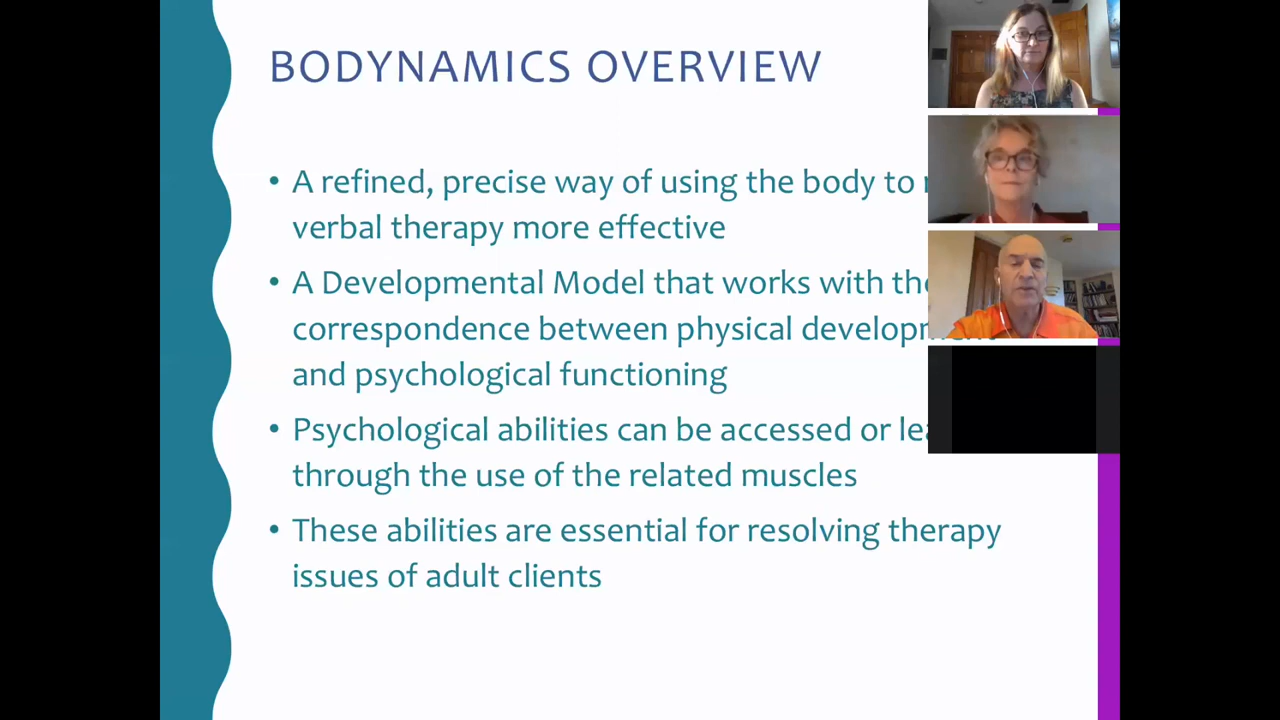 BODYNAMICS OVERVIEW
• A refined, precise way of using the body to
verbal therapy more effective
• A Developmental Model that works with the
correspondence between physical development
and psychological functioning
• Psychological abilities can be accessed or
through the use of the related muscles
• These abilities are essential for resolving therapy
issues of adult clients